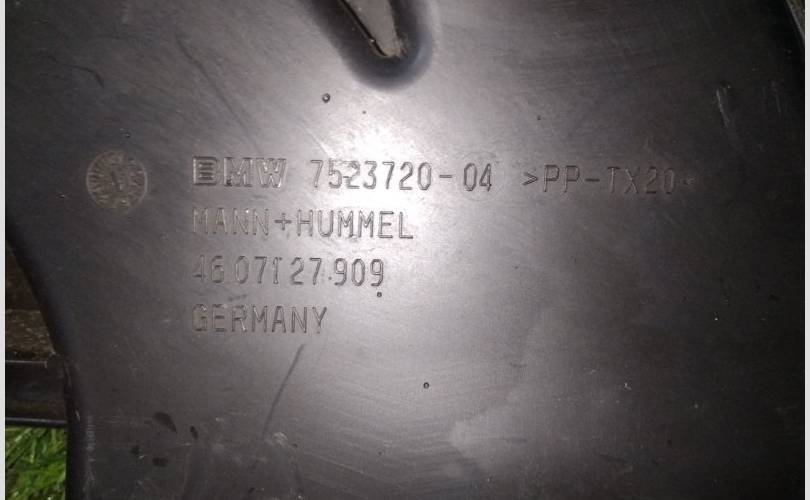 BMW 7523720-04 >PP-TX20<
MANN+HUMMEL
46 071 27 909
GERMANY